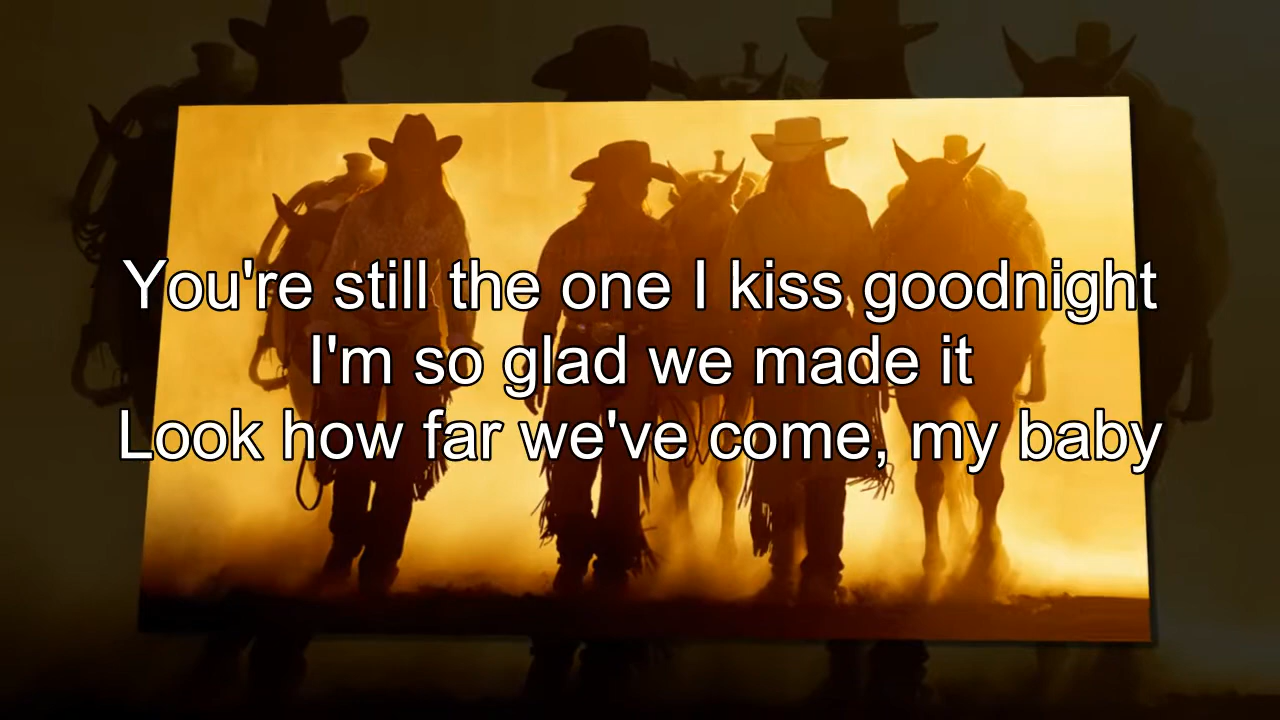 You're still the one I kiss goodnight
I'm so glad we made it
Look how far we've come, my baby